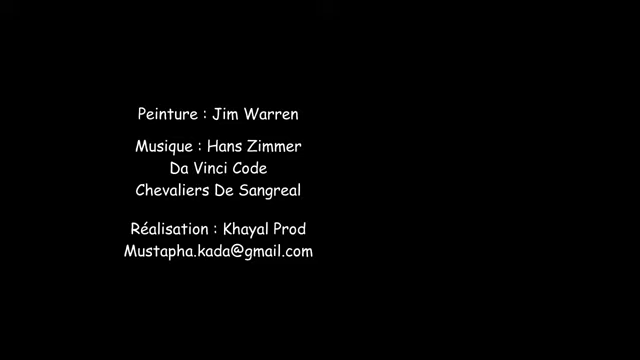 Peinture : Jim Warren
Musique : Hans Zimmer
Da Vinci Code
Chevaliers De Sangreal
Réalisation : Khayal Prod
Mustapha.kada@gmail.com